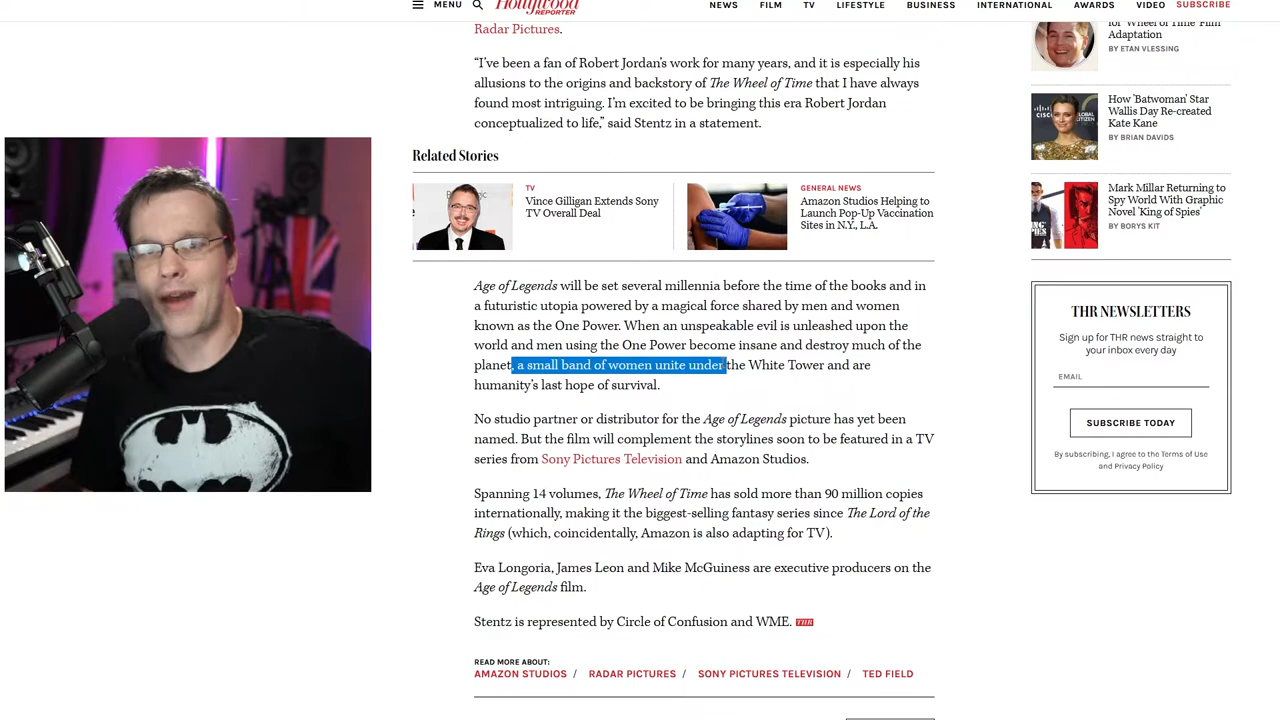 MENU
Hollywood
REPORTER
NEWS FILM TV LIFESTYLE BUSINESS INTERNATIONAL AWARDS VIDEO SUBSCRIBE
Radar Pictures.
“I’ve been a fan of Robert Jordan’s work for many years, and it is especially his
allusions to the origins and backstory of The Wheel of Time that I have always
found most intriguing. I’m excited to be bringing this era Robert Jordan
conceptualized to life,” said Stentz in a statement.
Related Stories
TV
Vince Gilligan Extends Sony
TV Overall Deal
GENERAL NEWS
Amazon Studios Helping to
Launch Pop-Up Vaccination
Sites in N.Y., L.A.
Age of Legends will be set several millennia before the time of the books and in
a futuristic utopia powered by a magical force shared by men and women
known as the One Power. When an unspeakable evil is unleashed upon the
world and men using the One Power become insane and destroy much of the
planet, a small band of women unite under the White Tower and are
humanity’s last hope of survival.
No studio partner or distributor for the Age of Legends picture has yet been
named. But the film will complement the storylines soon to be featured in a TV
series from Sony Pictures Television and Amazon Studios.
Spanning 14 volumes, The Wheel of Time has sold more than 90 million copies
internationally, making it the biggest-selling fantasy series since The Lord of the
Rings (which, coincidentally, Amazon is also adapting for TV).
Eva Longoria, James Leon and Mike McGuiness are executive producers on the
Age of Legends film.
Stentz is represented by Circle of Confusion and WME. THR
READ MORE ABOUT:
AMAZON STUDIOS / RADAR PICTURES / SONY PICTURES TELEVISION / TED FIELD
for ‘Wheel of Time’ Film
Adaptation
BY ETAN VLESSING
How ‘Batwoman’ Star
Wallis Day Re-created
Kate Kane
BY BRIAN DAVIDS
Mark Millar Returning to
Spy World With Graphic
Novel ‘King of Spies’
BY BORYS KIT
THR NEWSLETTERS
Sign up for THR news straight to
your inbox every day
EMAIL
SUBSCRIBE TODAY
By subscribing, I agree to the Terms of Use
and Privacy Policy